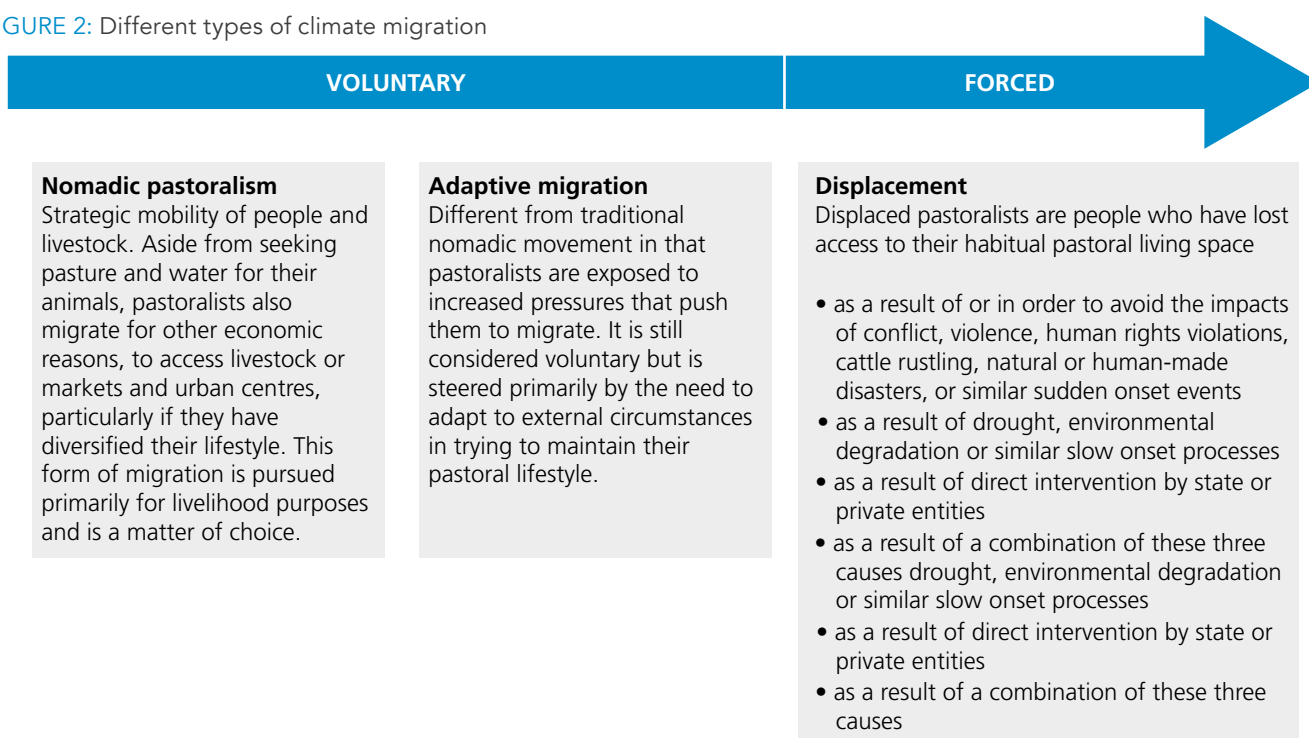 GURE 2: Different types of climate migration
VOLUNTARY
FORCED
Nomadic pastoralism
Strategic mobility of people and
livestock. Aside from seeking
pasture and water for their
animals, pastoralists also
migrate for other economic
reasons, to access livestock or
markets and urban centres,
particularly if they have
diversified their lifestyle. This
form of migration is pursued
primarily for livelihood purposes
and is a matter of choice.
Adaptive migration
Different from traditional
nomadic movement in that
pastoralists are exposed to
increased pressures that push
them to migrate. It is still
considered voluntary but is
steered primarily by the need to
adapt to external circumstances
in trying to maintain their
pastoral lifestyle.
Displacement
Displaced pastoralists are people who have lost
access to their habitual pastoral living space
• as a result of or in order to avoid the impacts
of conflict, violence, human rights violations,
cattle rustling, natural or human-made
disasters, or similar sudden onset events
• as a result of drought, environmental
degradation or similar slow onset processes
• as a result of direct intervention by state or
private entities
• as a result of a combination of these three
causes drought, environmental degradation
or similar slow onset processes
• as a result of direct intervention by state or
private entities
• as a result of a combination of these three
causes